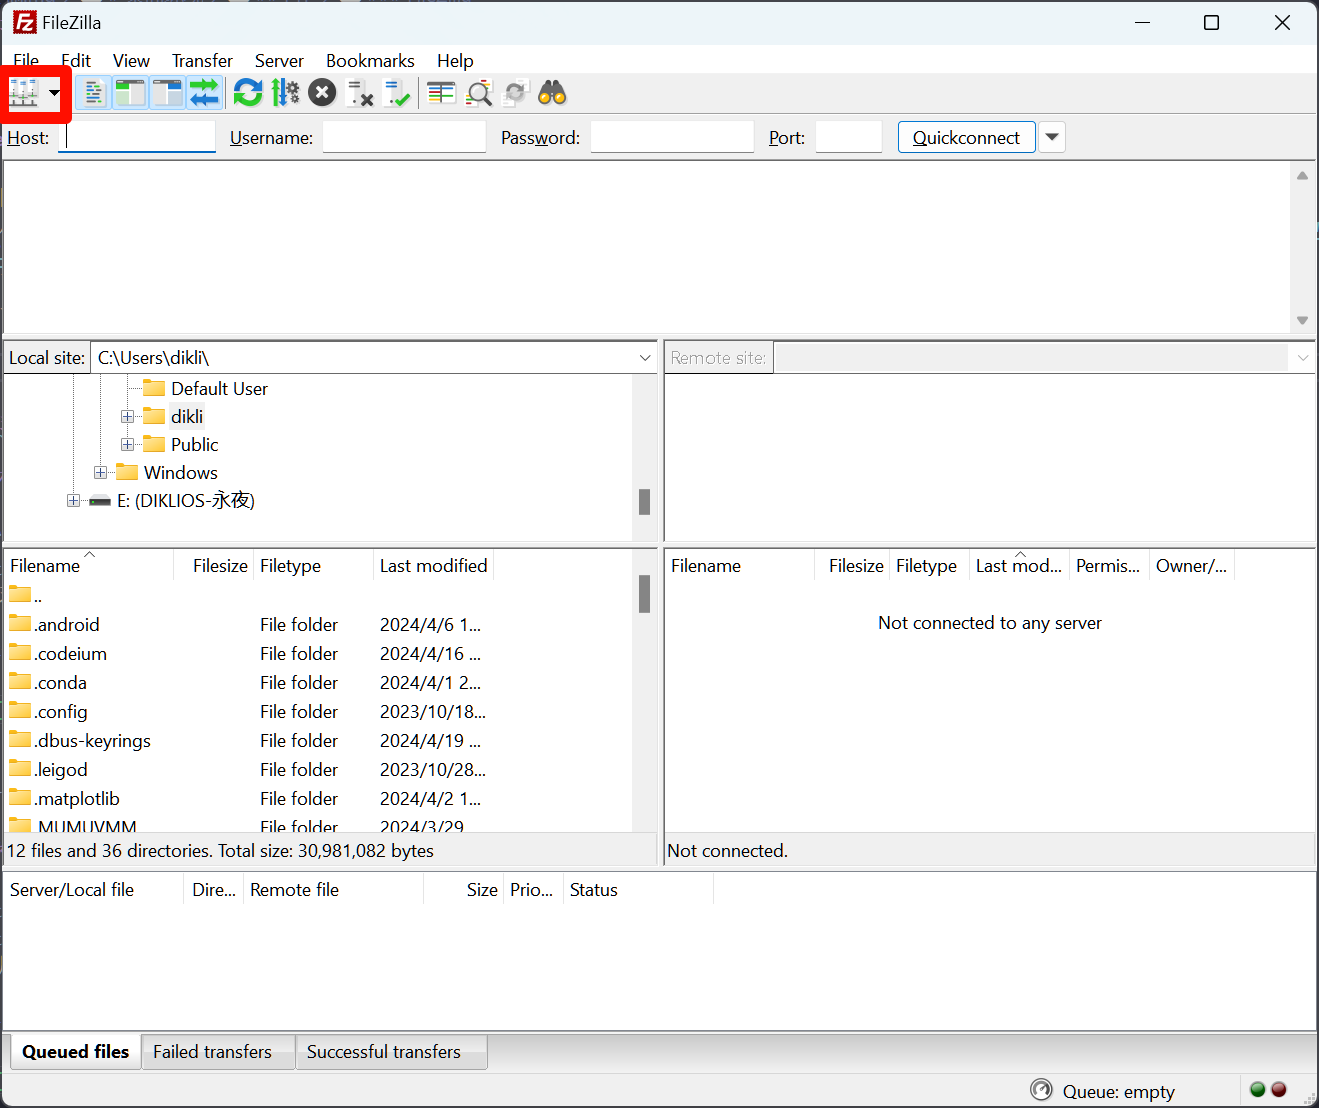 FileZilla
File Edit View Transfer Server Bookmarks Help
Host: Username: Password: Port: Quickconnect
Local site: C:\Users\dikli\
Default User
dikli
Public
Windows
E: (DIKLIOS-永夜)
Remote site:
Filename Filesize Filetype Last modified
..
.android File folder 2024/4/6 1...
.codeium File folder 2024/4/16 ...
.conda File folder 2024/4/1 2...
.config File folder 2023/10/18...
.dbus-keyrings File folder 2024/4/19 ...
.leigod File folder 2023/10/28...
.matplotlib File folder 2024/4/2 1...
.MUMUVMM File folder 2024/3/29
12 files and 36 directories. Total size: 30,981,082 bytes
Filename Filesize Filetype Last mod... Permis... Owner/...
Not connected to any server
Not connected.
Server/Local file Dire... Remote file Size Prio... Status
Queued files Failed transfers Successful transfers
Queue: empty